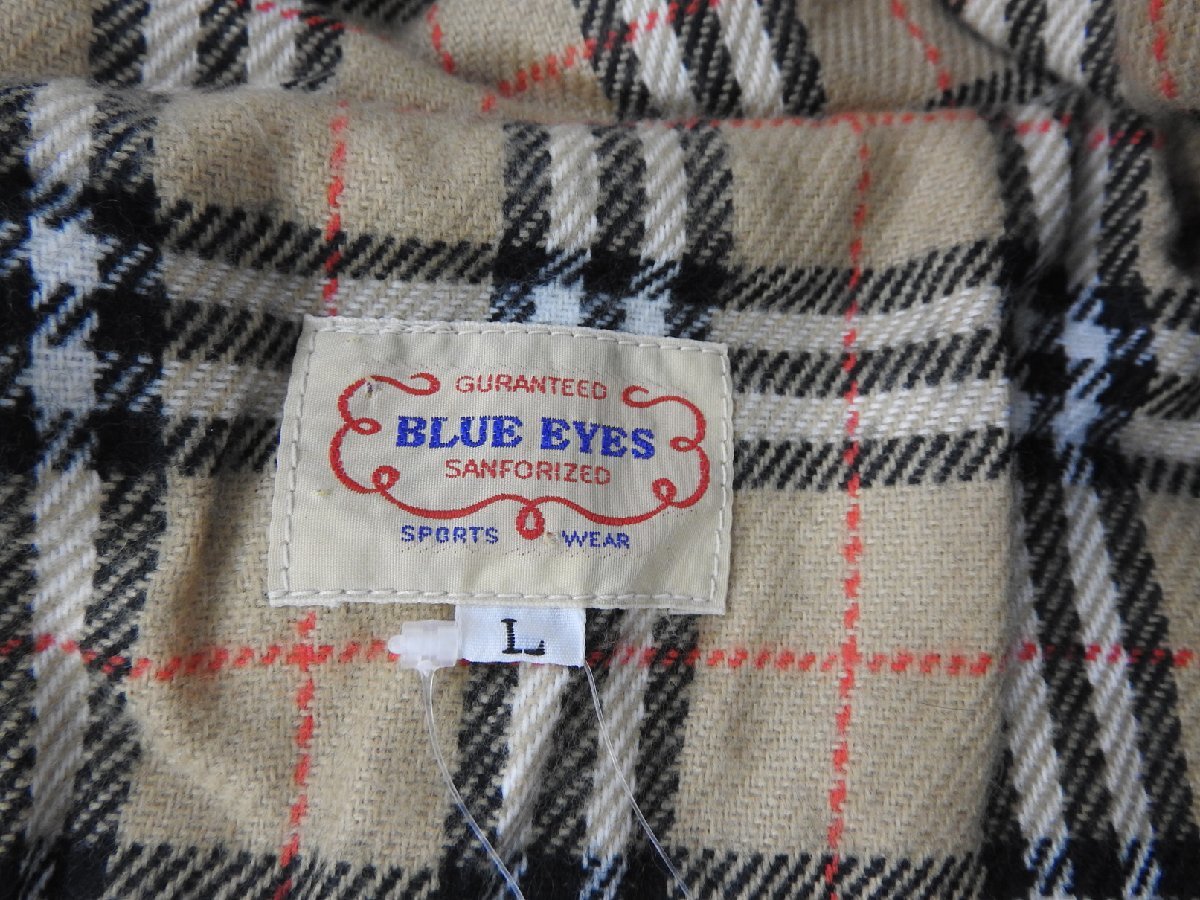 GURANTEED
BLUE EYES
SANFORIZED
SPORTS WEAR
L